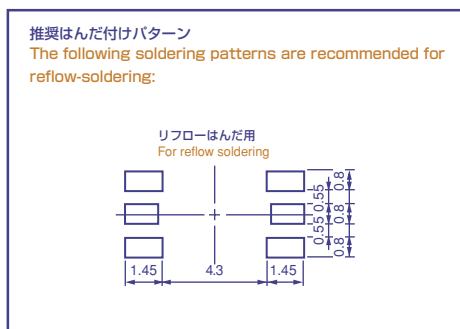 推奨はんだ付けパターン
The following soldering patterns are recommended for
reflow-soldering:
リフローはんだ用
For reflow soldering
0.8
0.55
0.8
0.55
0.8
1.45
4.3
1.45